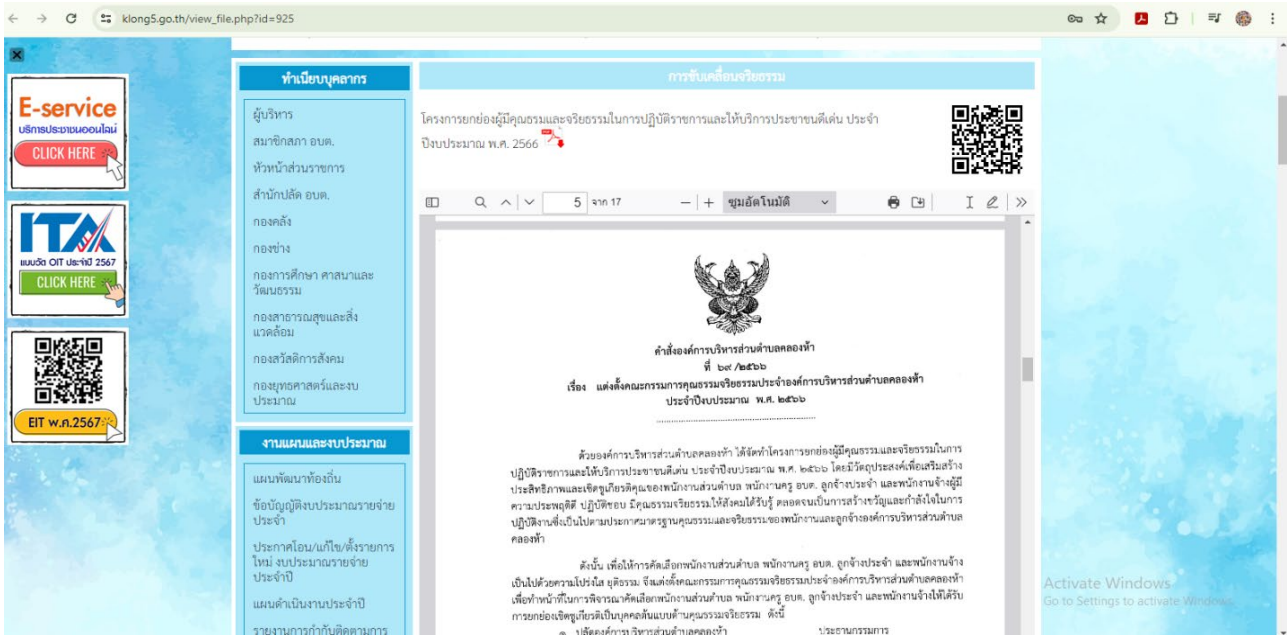 klong5.go.th/view_file.php?id=925
E-service
บริการประชาชนออนไลน์
CLICK HERE
ITA
แบบวัด OIT ประจำปี 2567
CLICK HERE
EIT พ.ศ.2567
ทำเนียบบุคลากร
ผู้บริหาร
สมาชิกสภา อบต.
หัวหน้าส่วนราชการ
สำนักปลัด อบต.
กองคลัง
กองช่าง
กองการศึกษา ศาสนาและ
วัฒนธรรม
กองสาธารณสุขและสิ่ง
แวดล้อม
กองสวัสดิการสังคม
กองยุทธศาสตร์และงบ
ประมาณ
งานแผนและงบประมาณ
แผนพัฒนาท้องถิ่น
ข้อบัญญัติงบประมาณรายจ่าย
ประจำ
ประกาศโอน/แก้ไข/ตั้งรายการ
ใหม่ งบประมาณรายจ่าย
ประจำปี
แผนดำเนินงานประจำปี
รายงานการกำกับติดตามการ
การขับเคลื่อนจริยธรรม
โครงการยกย่องผู้มีคุณธรรมและจริยธรรมในการปฏิบัติราชการและให้บริการประชาชนดีเด่น ประจำ
ปีงบประมาณ พ.ศ. 2566
5 จาก 17
ซูมอัตโนมัติ
คำสั่งองค์การบริหารส่วนตำบลคลองห้า
ที่ ๖๙ /๒๕๖๖
เรื่อง แต่งตั้งคณะกรรมการคุณธรรมจริยธรรมประจำองค์การบริหารส่วนตำบลคลองห้า
ประจำปีงบประมาณ พ.ศ. ๒๕๖๖
ด้วยองค์การบริหารส่วนตำบลคลองห้า ได้จัดทำโครงการยกย่องผู้มีคุณธรรมและจริยธรรมในการ
ปฏิบัติราชการและให้บริการประชาชนดีเด่น ประจำปีงบประมาณ พ.ศ. ๒๕๖๖ โดยมีวัตถุประสงค์เพื่อเสริมสร้าง
ประสิทธิภาพและเชิดชูเกียรติคุณของพนักงานส่วนตำบล พนักงานครู อบต. ลูกจ้างประจำ และพนักงานจ้างผู้มี
ความประพฤติดี ปฏิบัติชอบ มีคุณธรรมจริยธรรมให้สังคมได้รับรู้ ตลอดจนเป็นการสร้างขวัญและกำลังใจในการ
ปฏิบัติงานซึ่งเป็นไปตามประกาศมาตรฐานคุณธรรมและจริยธรรมของพนักงานและลูกจ้างองค์การบริหารส่วนตำบล
คลองห้า
ดังนั้น เพื่อให้การคัดเลือกพนักงานส่วนตำบล พนักงานครู อบต. ลูกจ้างประจำ และพนักงานจ้าง
เป็นไปด้วยความโปร่งใส ยุติธรรม จึงแต่งตั้งคณะกรรมการคุณธรรมจริยธรรมประจำองค์การบริหารส่วนตำบลคลองห้า
เพื่อทำหน้าที่ในการพิจารณาคัดเลือกพนักงานส่วนตำบล พนักงานครู อบต. ลูกจ้างประจำ และพนักงานจ้างให้ได้รับ
การยกย่องเชิดชูเกียรติเป็นบุคคลต้นแบบด้านคุณธรรมจริยธรรม ดังนี้
๑. ปลัดองค์การบริหารส่วนตำบลคลองห้า ประธานกรรมการ
Activate Windows
Go to Settings to activate Windows.